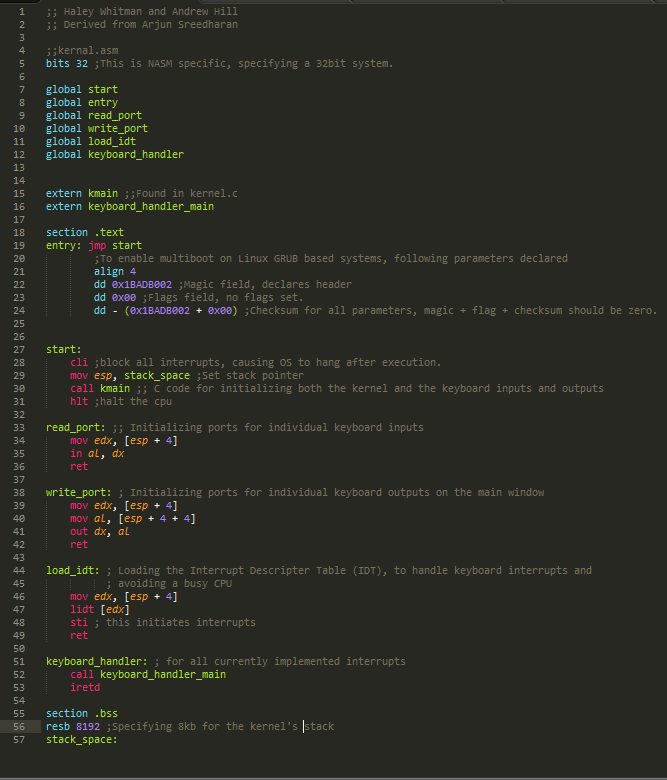 1 ;; Haley Whitman and Andrew Hill
2 ;; Derived from Arjun Sreedharan
3
4 ;;kernal.asm
5 bits 32 ;This is NASM specific, specifying a 32bit system.
6
7 global start
8 global entry
9 global read_port
10 global write_port
11 global load_idt
12 global keyboard_handler
13
14
15 extern kmain ;;Found in kernel.c
16 extern keyboard_handler_main
17
18 section .text
19 entry: jmp start
20 ;To enable multiboot on Linux GRUB based systems, following parameters declared
21 align 4
22 dd 0x1BADB002 ;Magic field, declares header
23 dd 0x00 ;Flags field, no flags set.
24 dd - (0x1BADB002 + 0x00) ;Checksum for all parameters, magic + flag + checksum should be zero.
25
26
27 start:
28 cli ;block all interrupts, causing OS to hang after execution.
29 mov esp, stack_space ;Set stack pointer
30 call kmain ;; C code for initializing both the kernel and the keyboard inputs and outputs
31 hlt ;halt the cpu
32
33 read_port: ;; Initializing ports for individual keyboard inputs
34 mov edx, [esp + 4]
35 in al, dx
36 ret
37
38 write_port: ; Initializing ports for individual keyboard outputs on the main window
39 mov edx, [esp + 4]
40 mov al, [esp + 4 + 4]
41 out dx, al
42 ret
43
44 load_idt: ; Loading the Interrupt Descripter Table (IDT), to handle keyboard interrupts and
45 ; avoiding a busy CPU
46 mov edx, [esp + 4]
47 lidt [edx]
48 sti ; this initiates interrupts
49 ret
50
51 keyboard_handler: ; for all currently implemented interrupts
52 call keyboard_handler_main
53 iretd
54
55 section .bss
56 resb 8192 ;Specifying 8kb for the kernel's stack
57 stack_space: